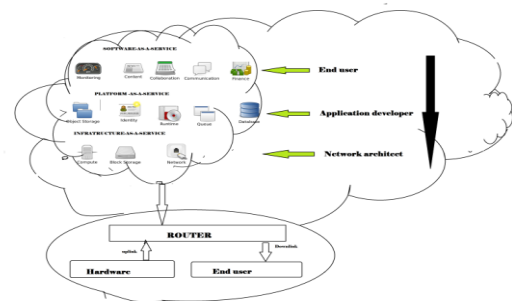 SOFTWARE-AS-A-SERVICE
Monitoring Content Collaboration Communication Finance
End user
PLATFORM -AS-A-SERVICE
Object Storage Identity Runtime Queue Database
Application developer
INFRATRUCTURE-AS-A-SERVICE
Compute Block Storage Network
Network architect
ROUTER
uplink
Downlink
Hardware
End user